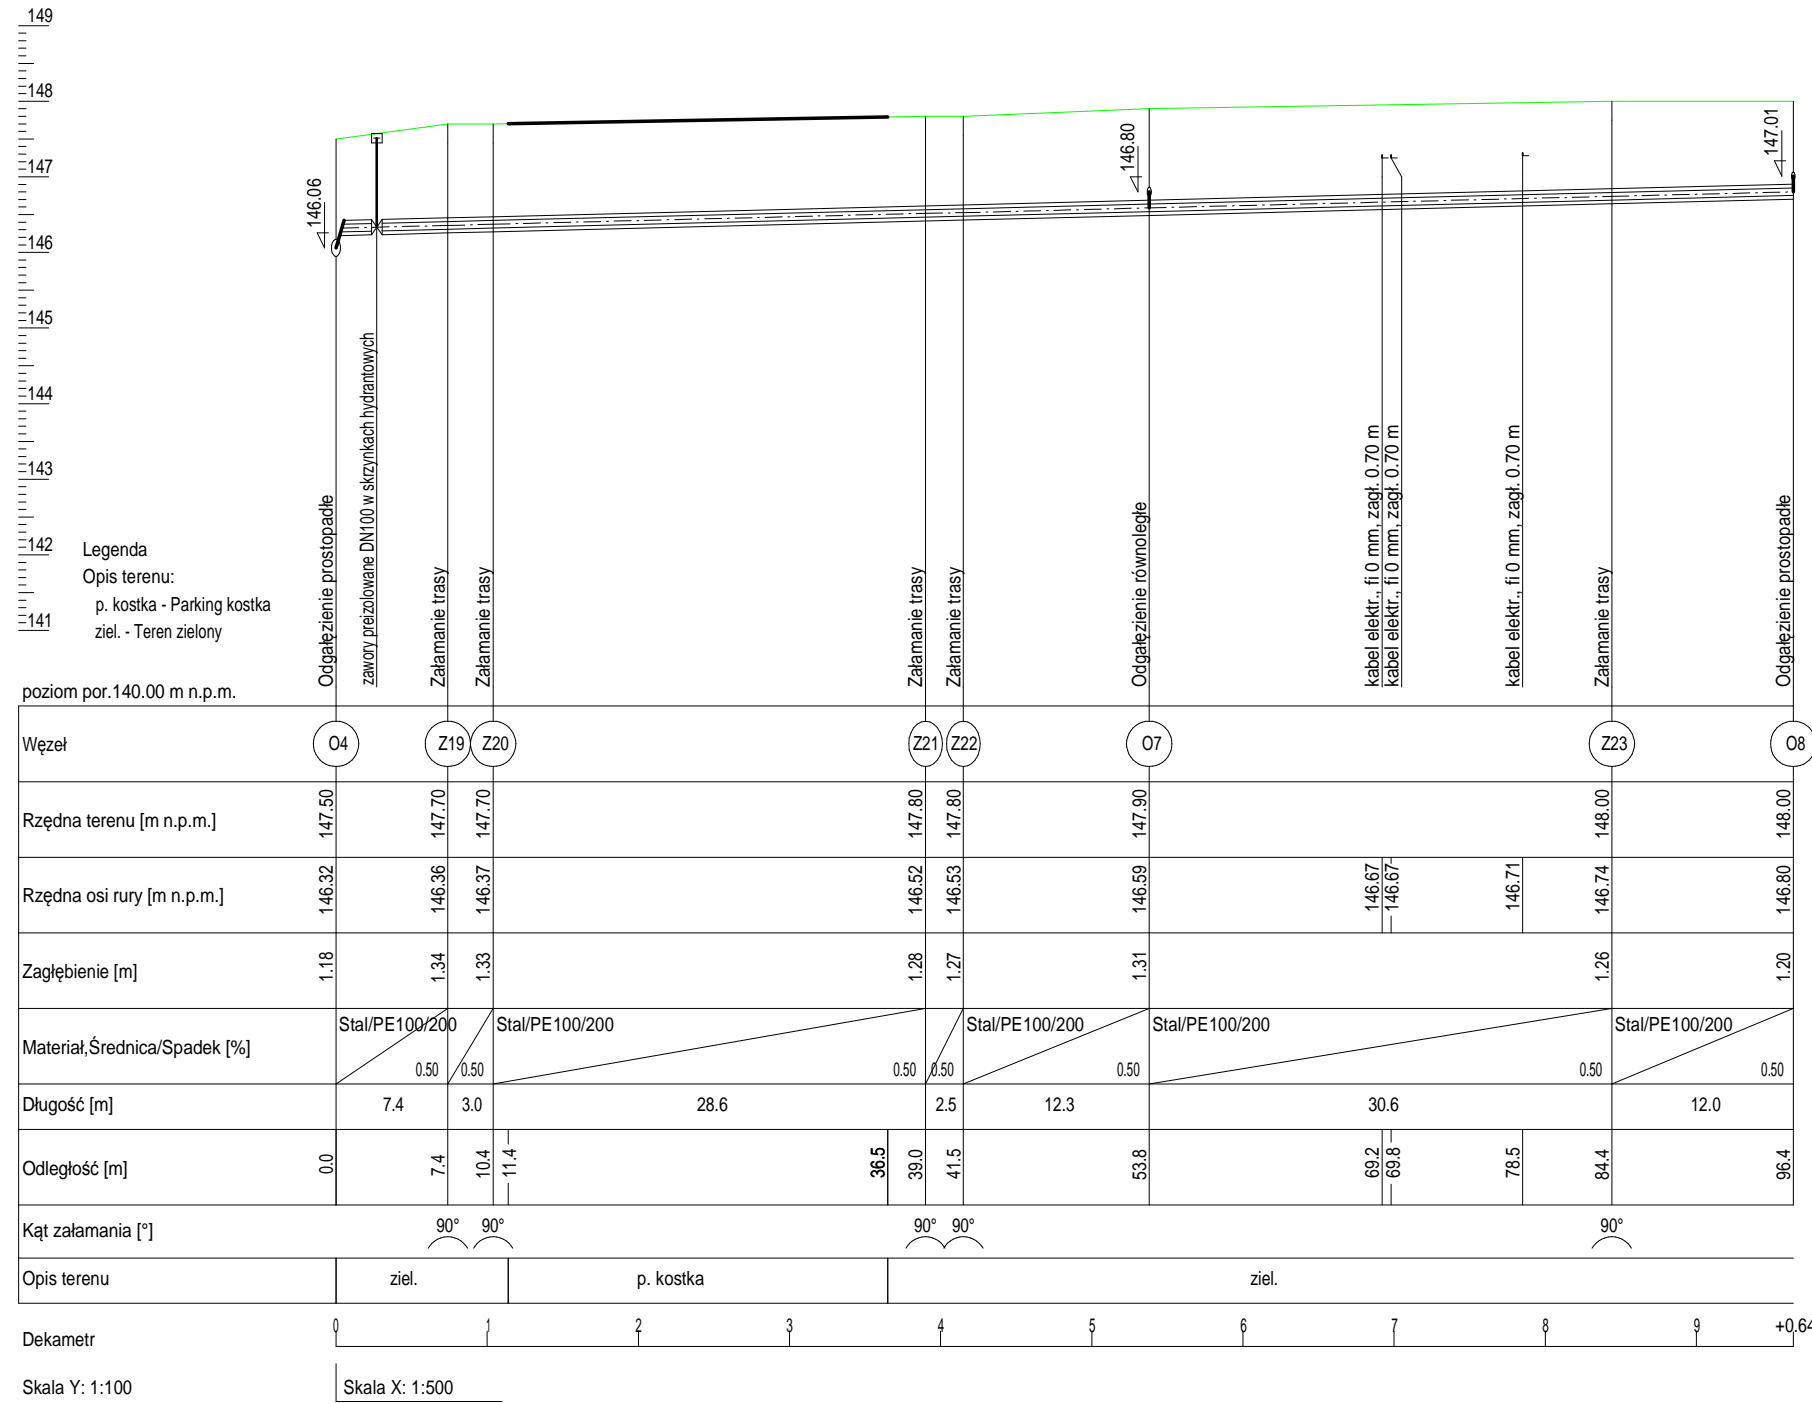 149
148
147
146
145
144
143
142
141
146.06
146.80
147.01
Legenda
Opis terenu:
p. kostka - Parking kostka
ziel. - Teren zielony
Odgałęzienie prostopadłe
zawory preizolowane DN100 w skrzynkach hydrantowych
Załamanie trasy
Załamanie trasy
Załamanie trasy
Załamanie trasy
Odgałęzienie równoległe
kabel elektr., fi 0 mm, zagł. 0.70 m
kabel elektr., fi 0 mm, zagł. 0.70 m
kabel elektr., fi 0 mm, zagł. 0.70 m
Załamanie trasy
Odgałęzienie prostopadłe
poziom por.140.00 m n.p.m.
Węzeł O4 Z19 Z20 Z21 Z22 O7 Z23 O8
Rzędna terenu [m n.p.m.] 147.50 147.70 147.70 147.80 147.80 147.90 148.00 148.00
Rzędna osi rury [m n.p.m.] 146.32 146.36 146.37 146.52 146.53 146.59 146.67 146.67 146.71 146.74 146.80
Zagłębienie [m] 1.18 1.34 1.33 1.28 1.27 1.31 1.26 1.20
Stal/PE100/200 Stal/PE100/200 Stal/PE100/200 Stal/PE100/200 Stal/PE100/200
Materiał,Średnica/Spadek [%]
0.50 0.50 0.50 0.50 0.50 0.50 0.50
Długość [m] 7.4 3.0 28.6 2.5 12.3 30.6 12.0
Odległość [m] 0.0 7.4 10.4 11.4 36.5 39.0 41.5 53.8 69.2 69.8 78.5 84.4 96.4
Kąt załamania [°] 90° 90° 90° 90° 90°
Opis terenu ziel. p. kostka ziel.
Dekametr 0 1 2 3 4 5 6 7 8 9 +0.64
Skala Y: 1:100 Skala X: 1:500